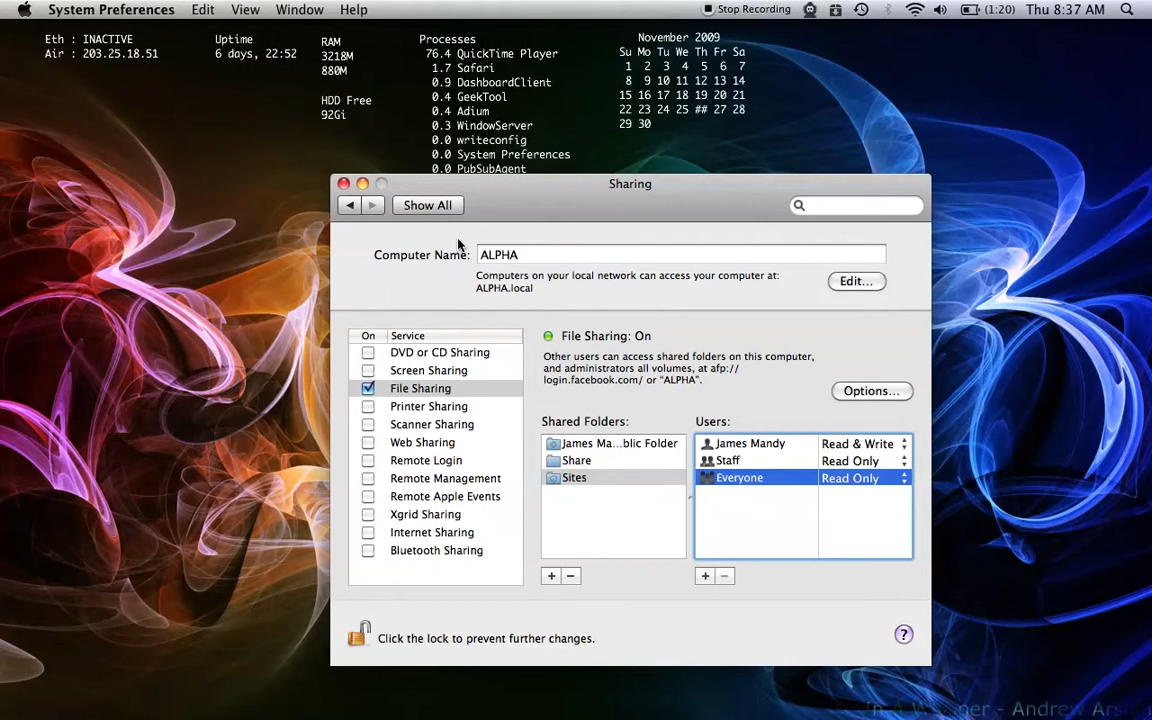 System Preferences Edit View Window Help Stop Recording (1:20) Thu 8:37 AM
Eth : INACTIVE
Air : 203.25.18.51
Uptime
6 days, 22:52
RAM
3218M
880M
HDD Free
92Gi
Processes
76.4 QuickTime Player
1.7 Safari
0.9 DashboardClient
0.4 GeekTool
0.4 Adium
0.3 WindowServer
0.0 writeconfig
0.0 System Preferences
0.0 PubSubAgent
November 2009
Su Mo Tu We Th Fr Sa
1 2 3 4 5 6 7
8 9 10 11 12 13 14
15 16 17 18 19 20 21
22 23 24 25 ## 27 28
29 30
Sharing
Show All
Computer Name: ALPHA
Computers on your local network can access your computer at:
ALPHA.local
Edit...
On Service
DVD or CD Sharing
Screen Sharing
File Sharing
Printer Sharing
Scanner Sharing
Web Sharing
Remote Login
Remote Management
Remote Apple Events
Xgrid Sharing
Internet Sharing
Bluetooth Sharing
File Sharing: On
Other users can access shared folders on this computer,
and administrators all volumes, at afp://
login.facebook.com/ or "ALPHA".
Options...
Shared Folders:
James Ma...blic Folder
Share
Sites
Users:
James Mandy Read & Write
Staff Read Only
Everyone Read Only
+ −
+ −
Click the lock to prevent further changes.
?
- Andrew Ars